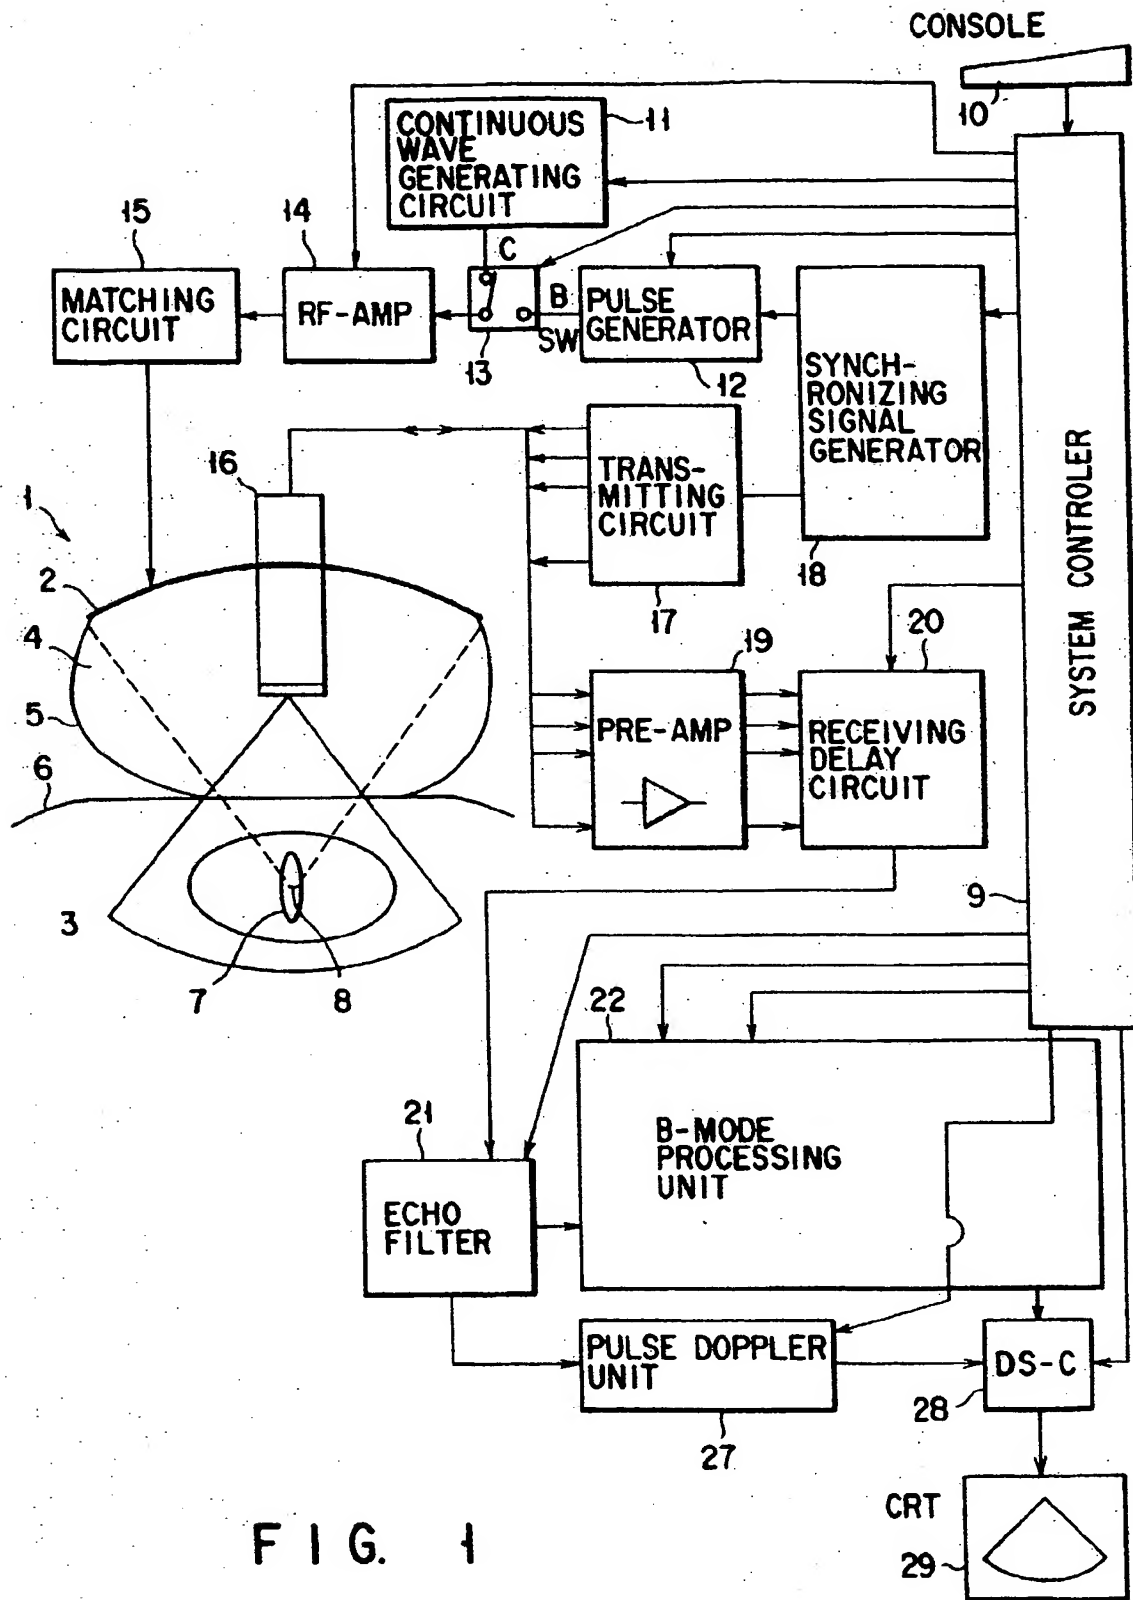 CONSOLE
10
CONTINUOUS
WAVE
GENERATING
CIRCUIT
11
15
14
C
MATCHING
CIRCUIT
RF-AMP
B
SW
13
PULSE
GENERATOR
12
SYNCH-
RONIZING
SIGNAL
GENERATOR
18
16
TRANS-
MITTING
CIRCUIT
17
SYSTEM CONTROLER
1
2
4
5
6
3
7
8
19
20
PRE-AMP
RECEIVING
DELAY
CIRCUIT
9
22
21
B-MODE
PROCESSING
UNIT
ECHO
FILTER
PULSE DOPPLER
UNIT
27
DS-C
28
CRT
29
FIG. 1